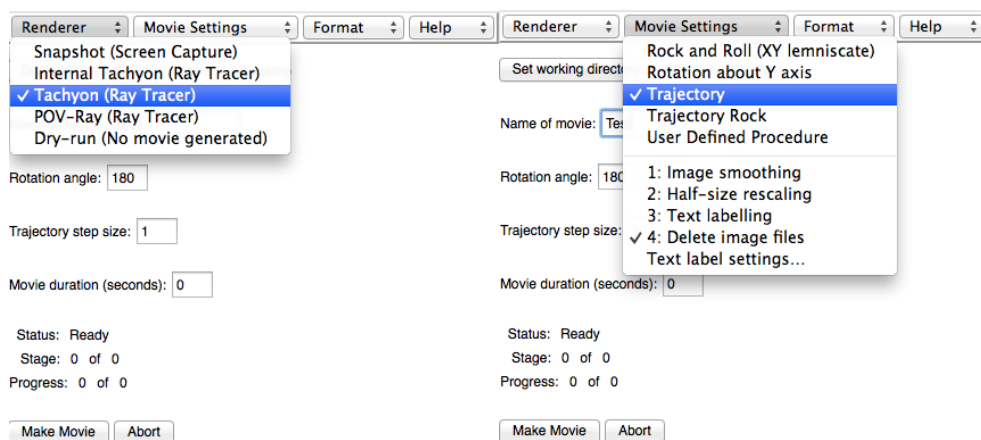 Renderer Movie Settings Format Help
Snapshot (Screen Capture)
Internal Tachyon (Ray Tracer)
✓ Tachyon (Ray Tracer)
POV-Ray (Ray Tracer)
Dry-run (No movie generated)
Rotation angle: 180
Trajectory step size: 1
Movie duration (seconds): 0
Status: Ready
Stage: 0 of 0
Progress: 0 of 0
Make Movie Abort
Renderer Movie Settings Format Help
Rock and Roll (XY lemniscate)
Set working
Rotation about Y axis
✓ Trajectory
Trajectory Rock
Name of movie:
User Defined Procedure
1: Image smoothing
Rotation angle: 180
2: Half-size rescaling
3: Text labelling
Trajectory step size:
✓ 4: Delete image files
Text label settings...
Movie duration (seconds): 0
Status: Ready
Stage: 0 of 0
Progress: 0 of 0
Make Movie Abort